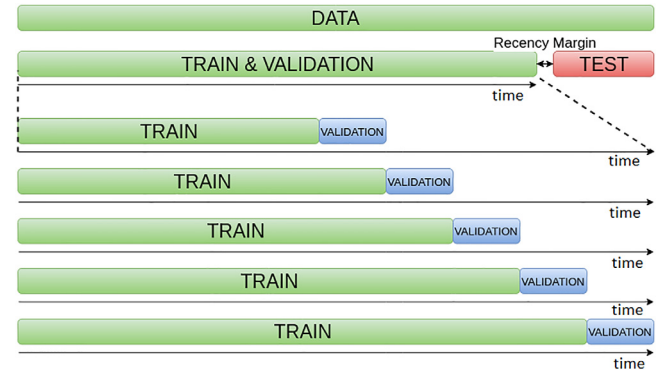 DATA
Recency Margin
TRAIN & VALIDATION
TEST
time
TRAIN
VALIDATION
time
TRAIN
VALIDATION
time
TRAIN
VALIDATION
time
TRAIN
VALIDATION
time
TRAIN
VALIDATION
time